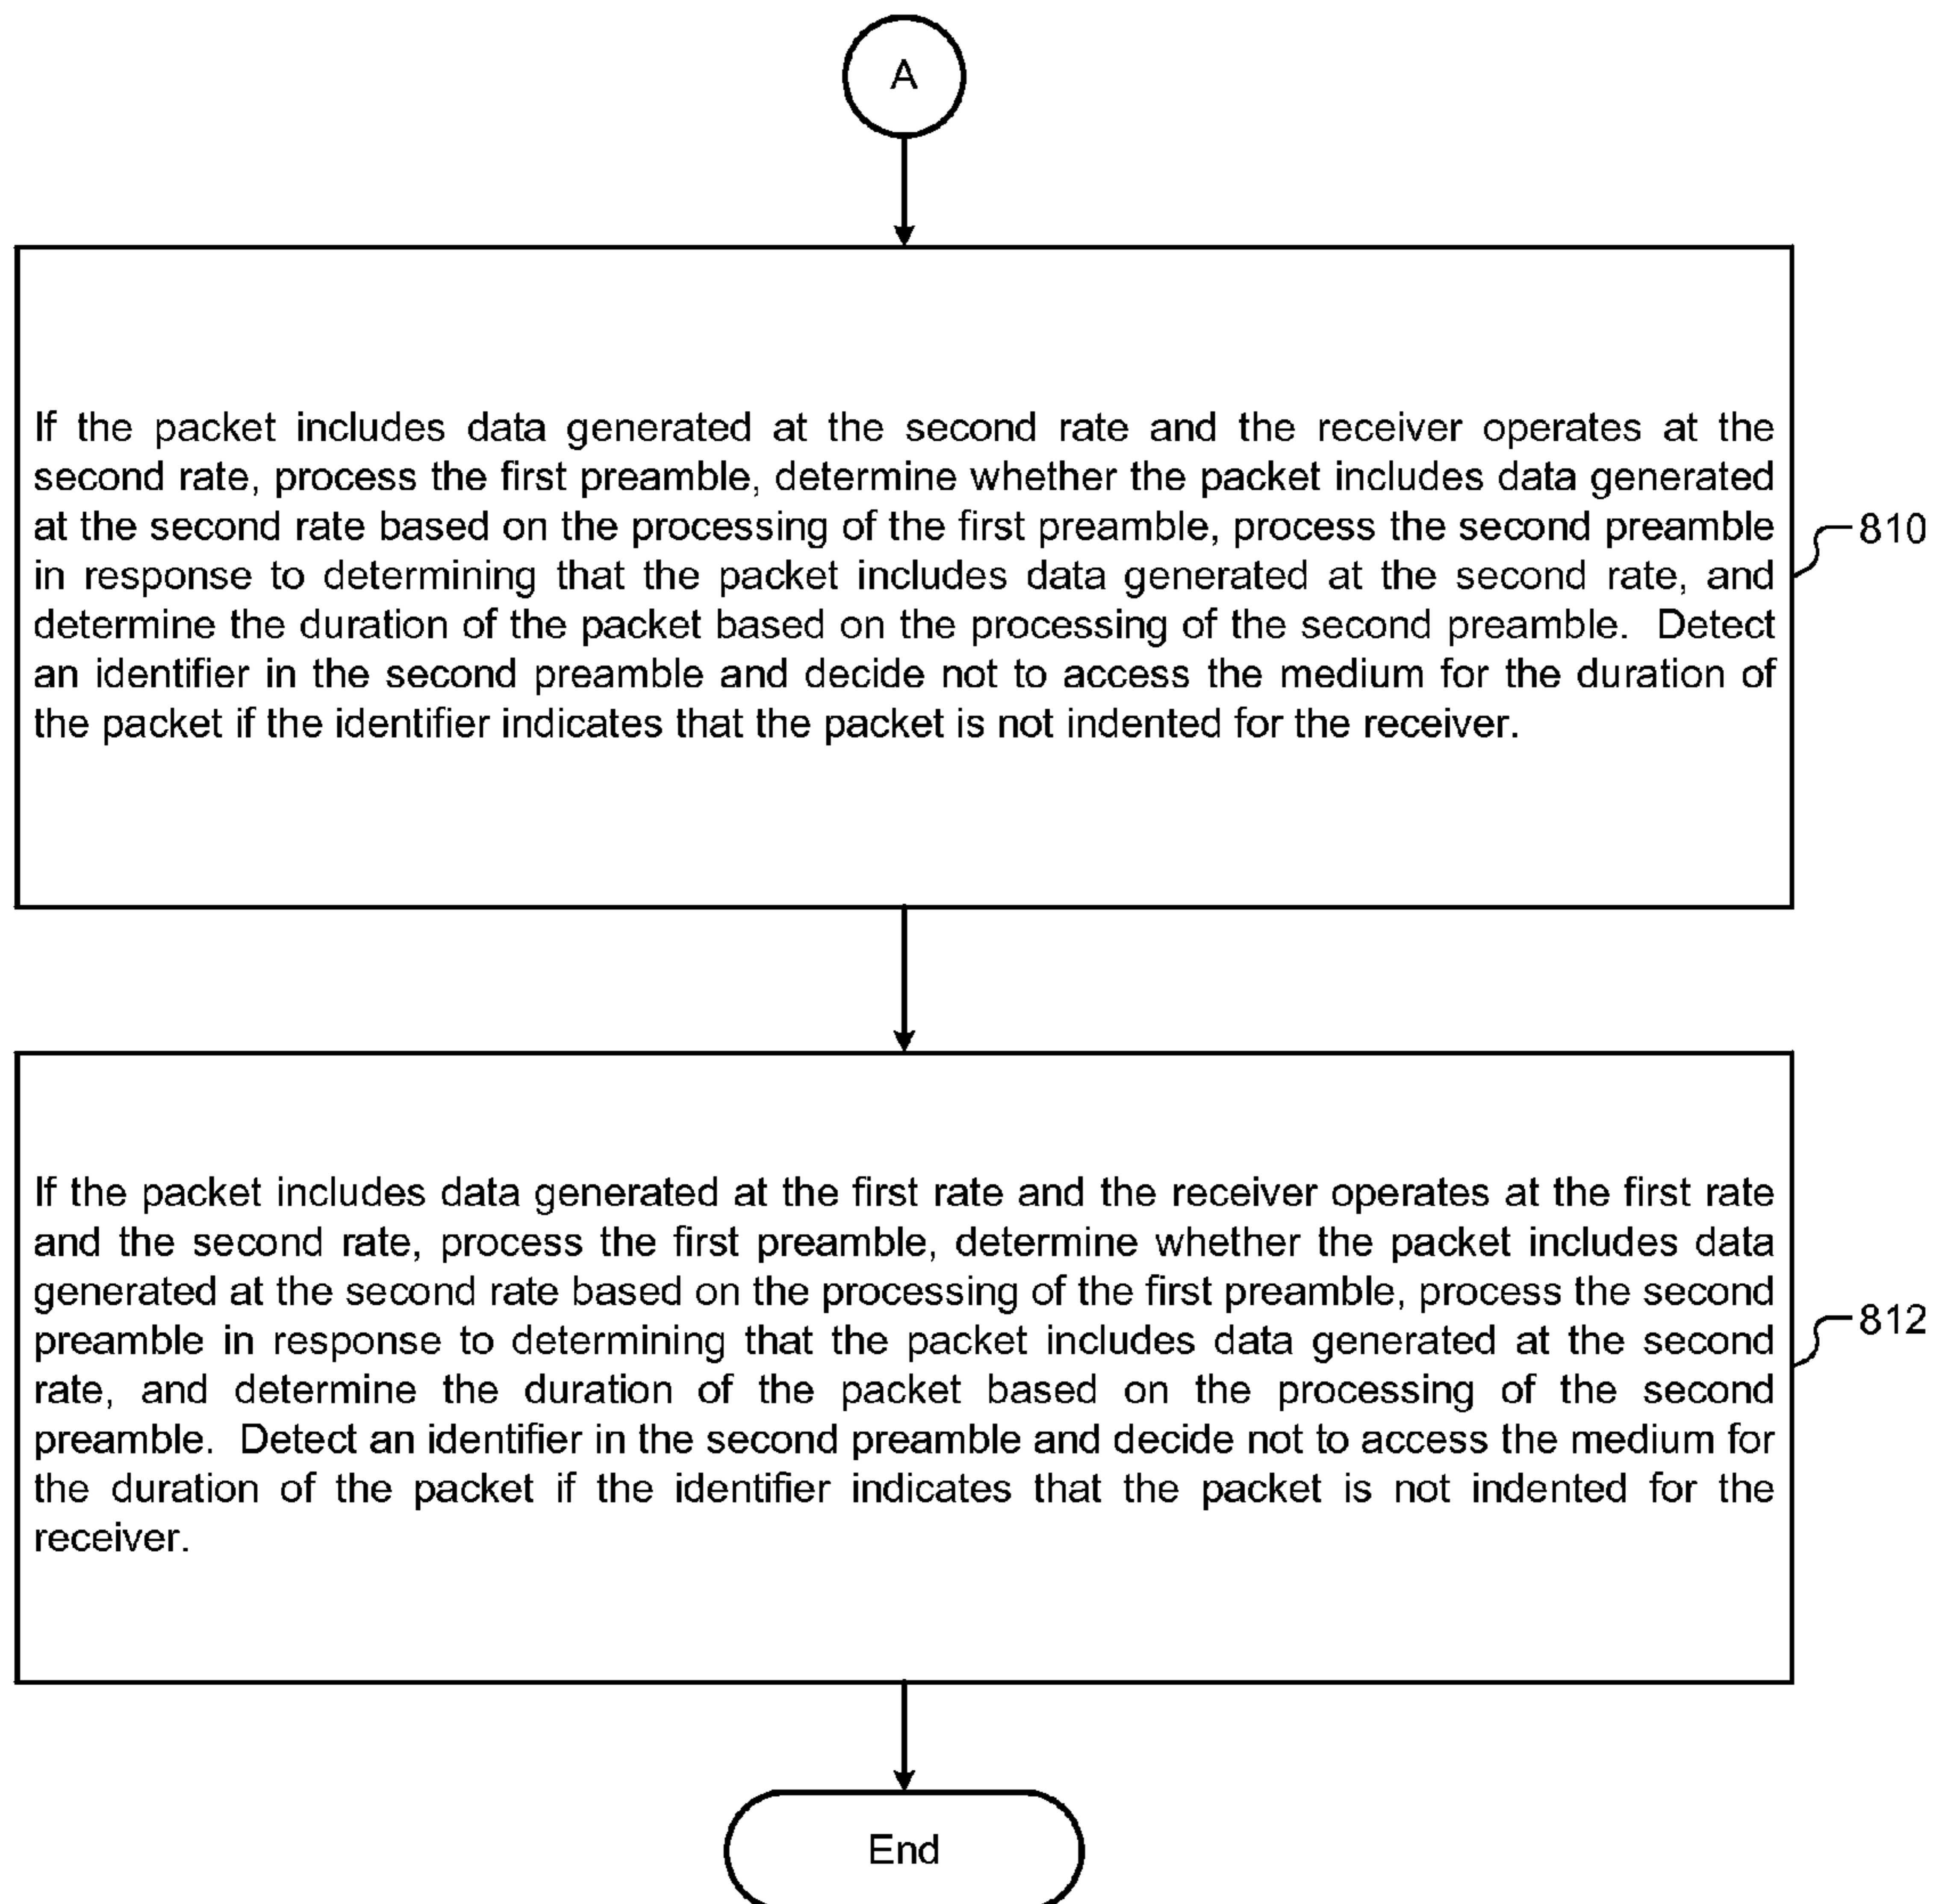 A
If the packet includes data generated at the second rate and the receiver operates at the
second rate, process the first preamble, determine whether the packet includes data generated
at the second rate based on the processing of the first preamble, process the second preamble
in response to determining that the packet includes data generated at the second rate, and
determine the duration of the packet based on the processing of the second preamble. Detect
an identifier in the second preamble and decide not to access the medium for the duration of
the packet if the identifier indicates that the packet is not indented for the receiver.
810
If the packet includes data generated at the first rate and the receiver operates at the first rate
and the second rate, process the first preamble, determine whether the packet includes data
generated at the second rate based on the processing of the first preamble, process the second
preamble in response to determining that the packet includes data generated at the second
rate, and determine the duration of the packet based on the processing of the second
preamble. Detect an identifier in the second preamble and decide not to access the medium for
the duration of the packet if the identifier indicates that the packet is not indented for the
receiver.
812
End